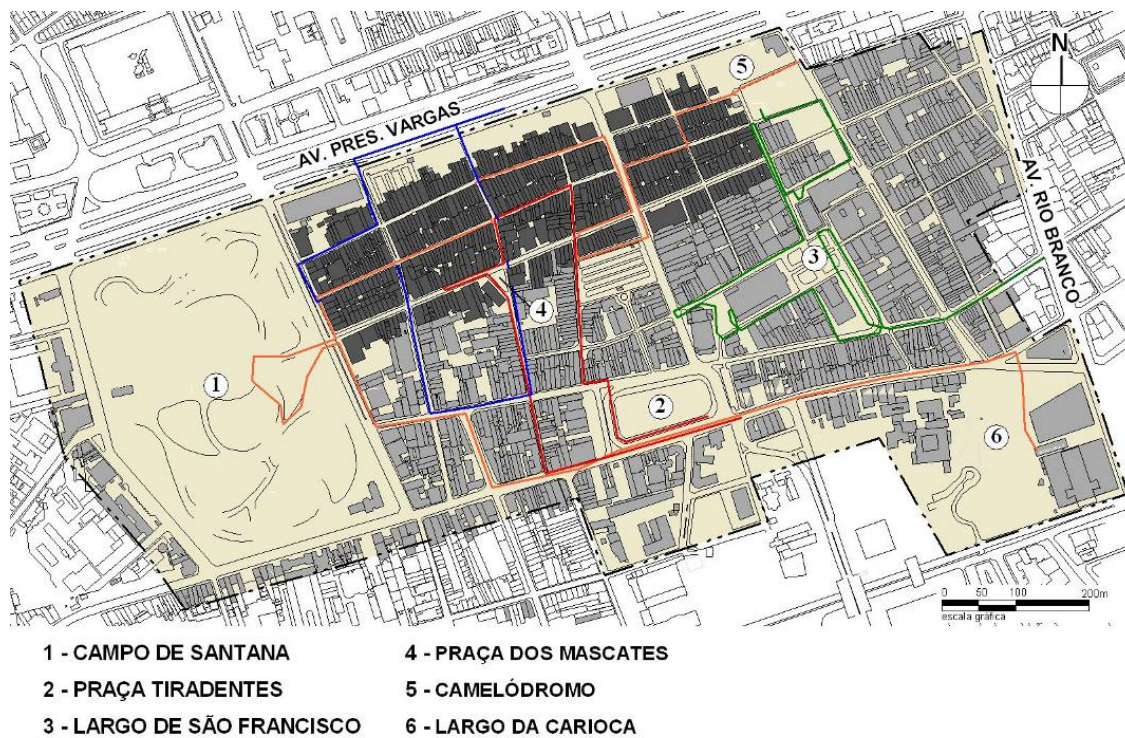 N
5
AV. PRES. VARGAS
AV. RIO BRANCO
3
4
1
2
6
0 50 100 200m
escala gráfica
1 - CAMPO DE SANTANA
2 - PRAÇA TIRADENTES
3 - LARGO DE SÃO FRANCISCO
4 - PRAÇA DOS MASCATES
5 - CAMELÓDROMO
6 - LARGO DA CARIOCA